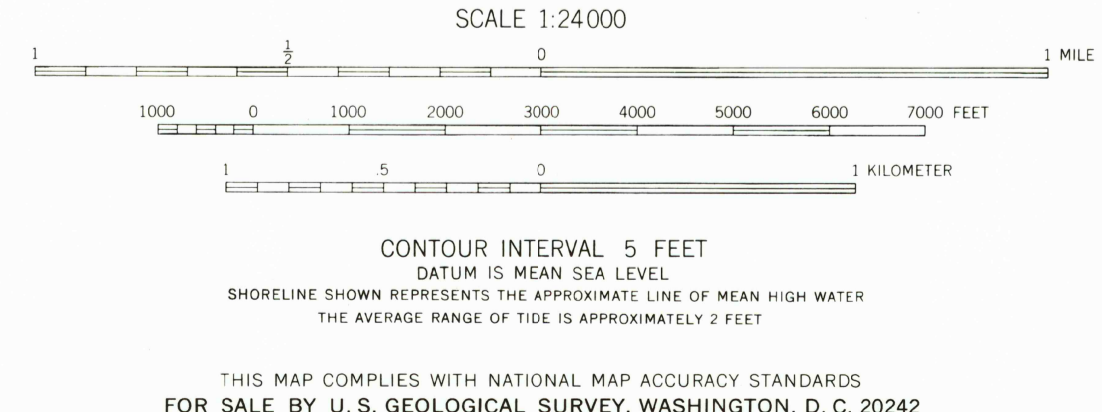 SCALE 1:24 000
1 1/2 0 1 MILE
1000 0 1000 2000 3000 4000 5000 6000 7000 FEET
1 .5 0 1 KILOMETER
CONTOUR INTERVAL 5 FEET
DATUM IS MEAN SEA LEVEL
SHORELINE SHOWN REPRESENTS THE APPROXIMATE LINE OF MEAN HIGH WATER
THE AVERAGE RANGE OF TIDE IS APPROXIMATELY 2 FEET
THIS MAP COMPLIES WITH NATIONAL MAP ACCURACY STANDARDS
FOR SALE BY U. S. GEOLOGICAL SURVEY, WASHINGTON, D. C. 20242